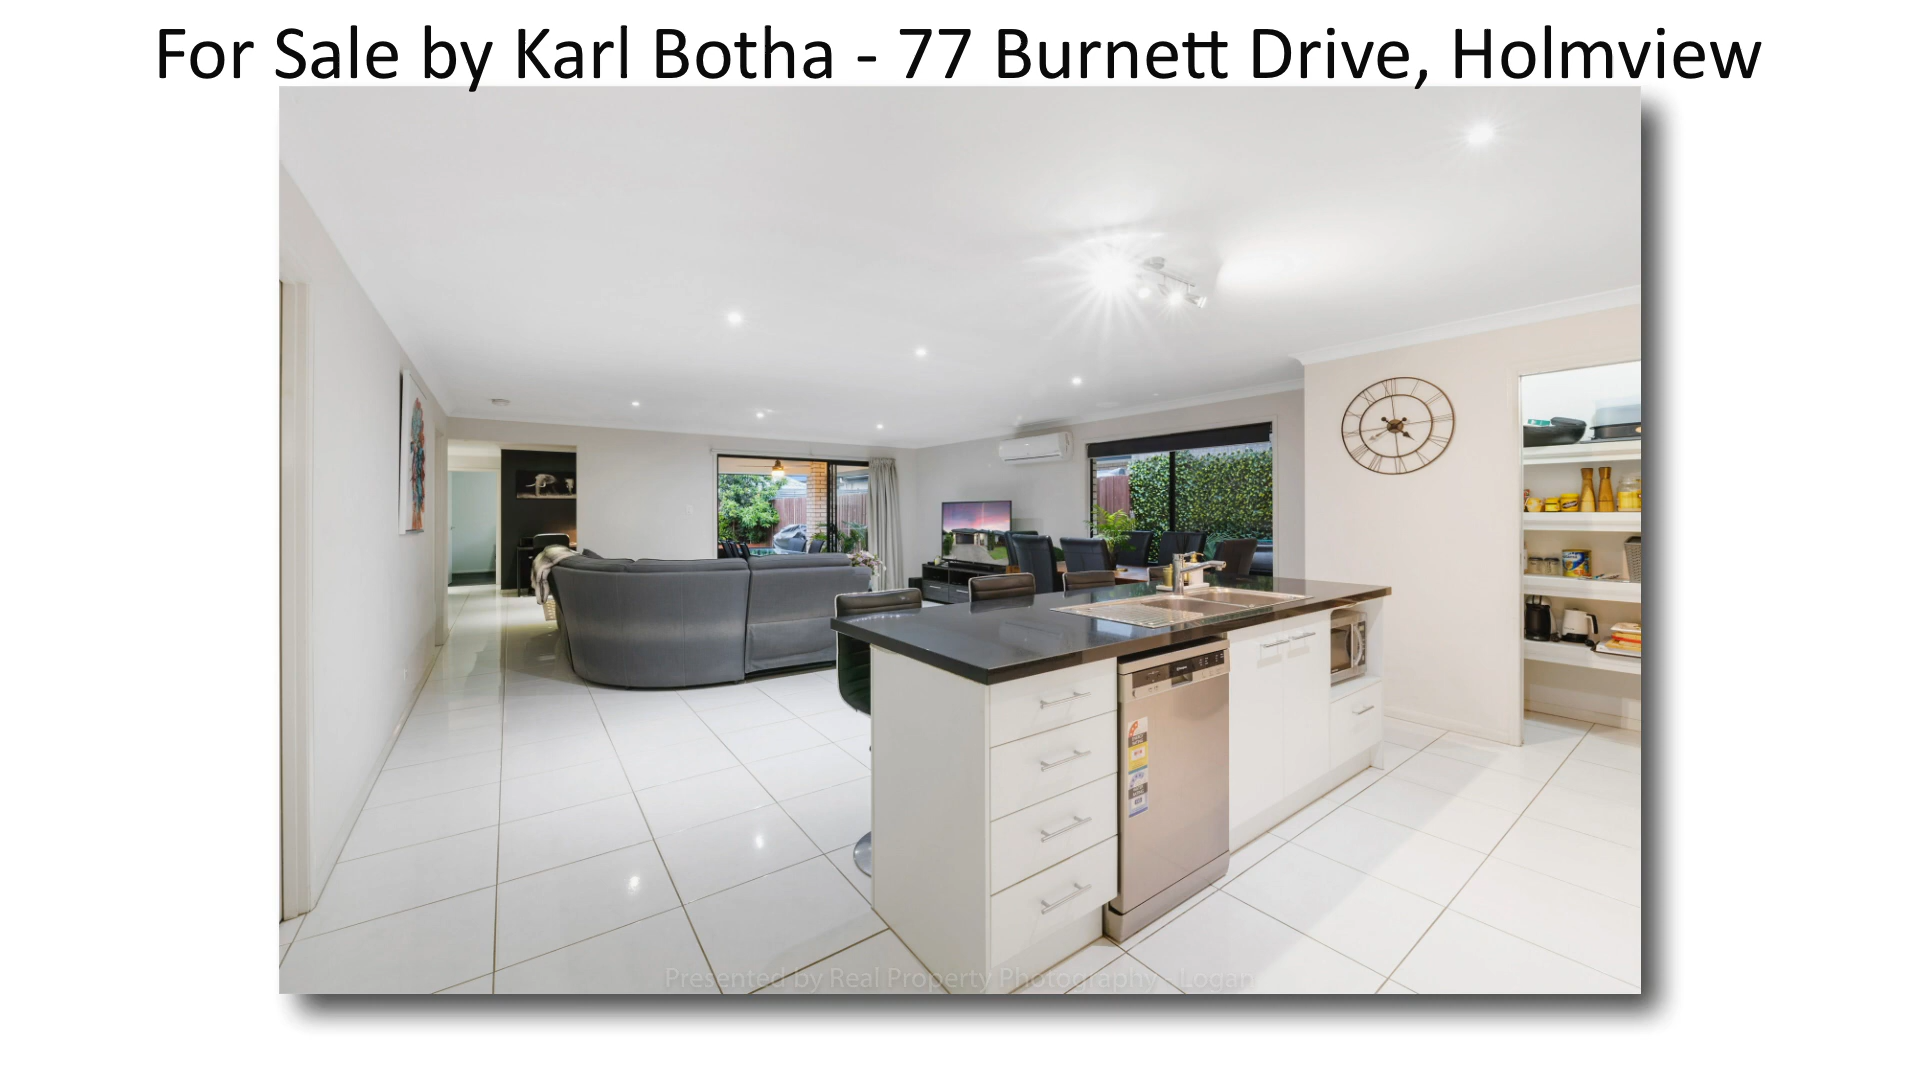 For Sale by Karl Botha - 77 Burnett Drive, Holmview
Presented by Real Property Photography - Logan